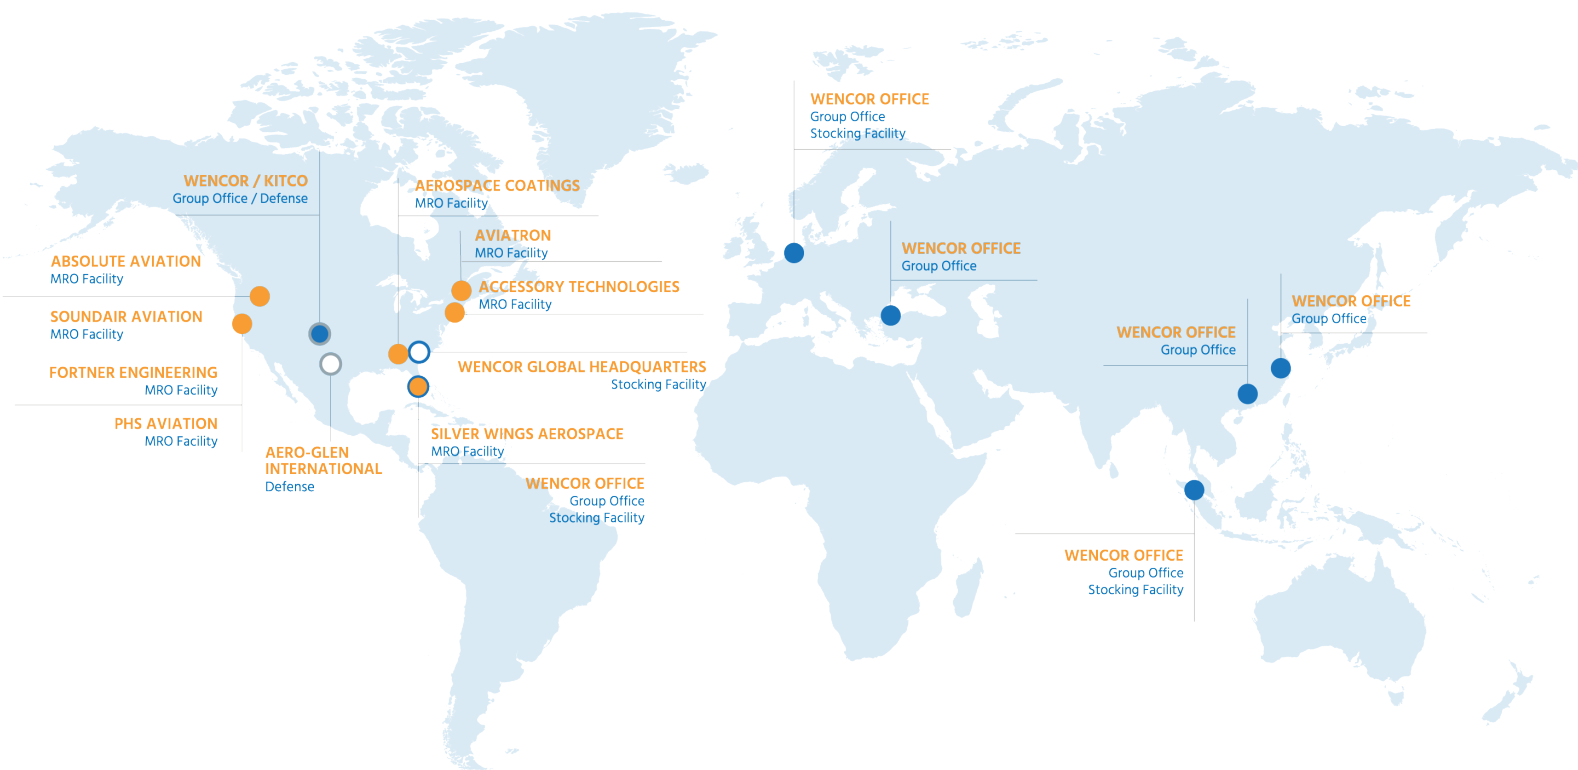 WENCOR OFFICE
Group Office
Stocking Facility
WENCOR / KITCO
Group Office / Defense
AEROSPACE COATINGS
MRO Facility
AVIATRON
MRO Facility
WENCOR OFFICE
Group Office
ABSOLUTE AVIATION
MRO Facility
ACCESSORY TECHNOLOGIES
MRO Facility
WENCOR OFFICE
Group Office
SOUNDAIR AVIATION
MRO Facility
WENCOR OFFICE
Group Office
FORTNER ENGINEERING
MRO Facility
WENCOR GLOBAL HEADQUARTERS
Stocking Facility
PHS AVIATION
MRO Facility
SILVER WINGS AEROSPACE
MRO Facility
AERO-GLEN
INTERNATIONAL
Defense
WENCOR OFFICE
Group Office
Stocking Facility
WENCOR OFFICE
Group Office
Stocking Facility